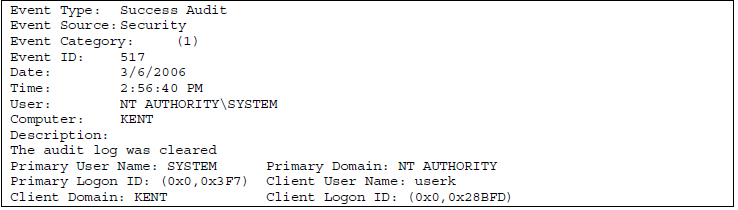 Event Type: Success Audit
Event Source: Security
Event Category: (1)
Event ID: 517
Date: 3/6/2006
Time: 2:56:40 PM
User: NT AUTHORITY\SYSTEM
Computer: KENT
Description:
The audit log was cleared
Primary User Name: SYSTEM Primary Domain: NT AUTHORITY
Primary Logon ID: (0x0,0x3F7) Client User Name: userk
Client Domain: KENT Client Logon ID: (0x0,0x28BFD)